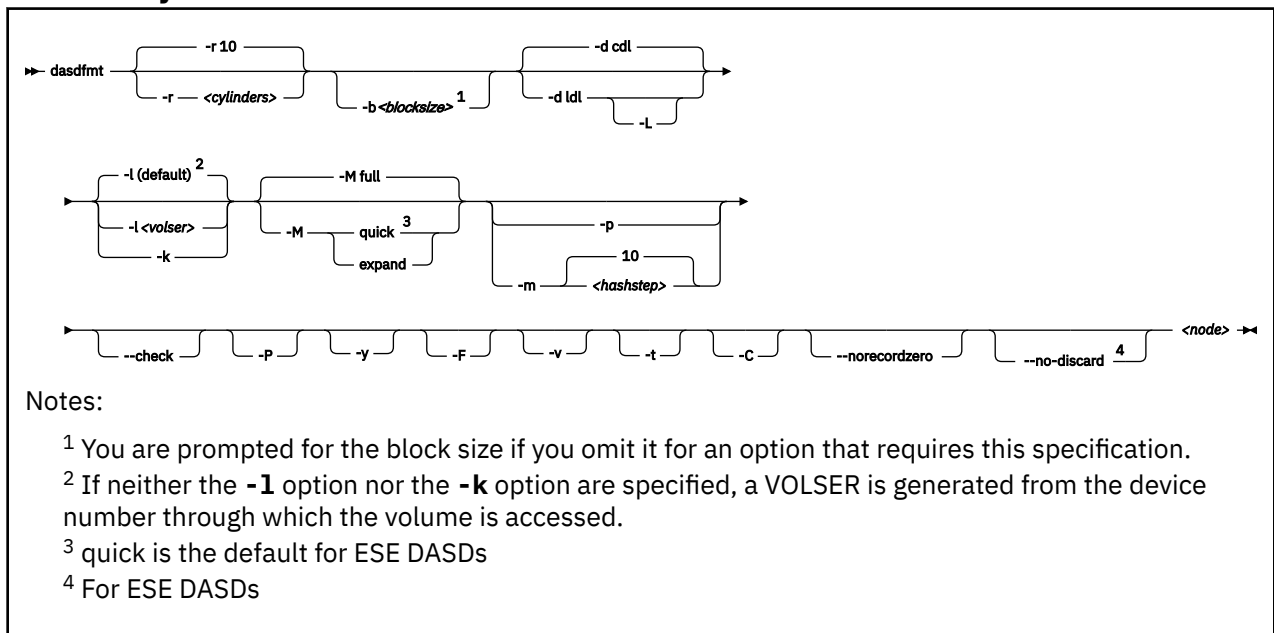 -r 10 -d cdl
dasdfmt
-r <cylinders> -b<blocksize> 1 -d ldl
-L
-l (default) 2 -M full
-l <volser> -M quick 3 -p
-k expand 10
-m <hashstep>
<node>
--check -P -y -F -v -t -C --norecordzero --no-discard 4
Notes:
1 You are prompted for the block size if you omit it for an option that requires this specification.
2 If neither the -l option nor the -k option are specified, a VOLSER is generated from the device
number through which the volume is accessed.
3 quick is the default for ESE DASDs
4 For ESE DASDs